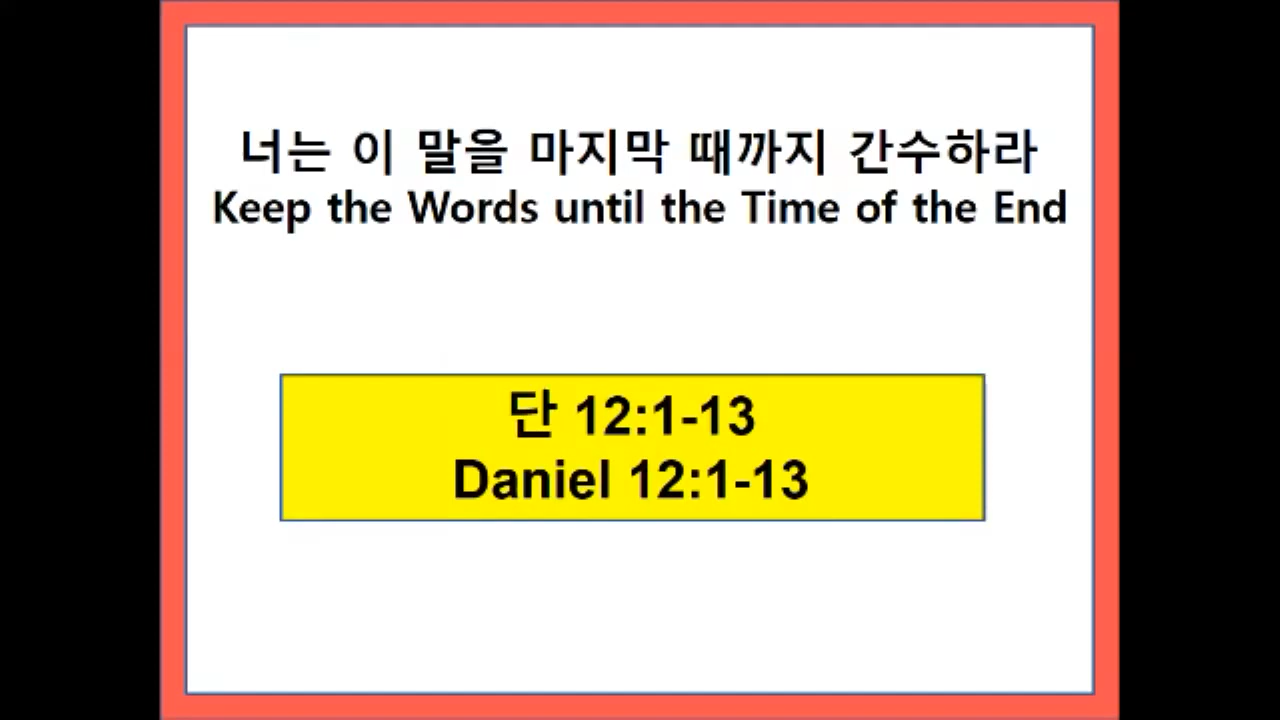 너는 이 말을 마지막 때까지 간수하라
Keep the Words until the Time of the End
단 12:1-13
Daniel 12:1-13